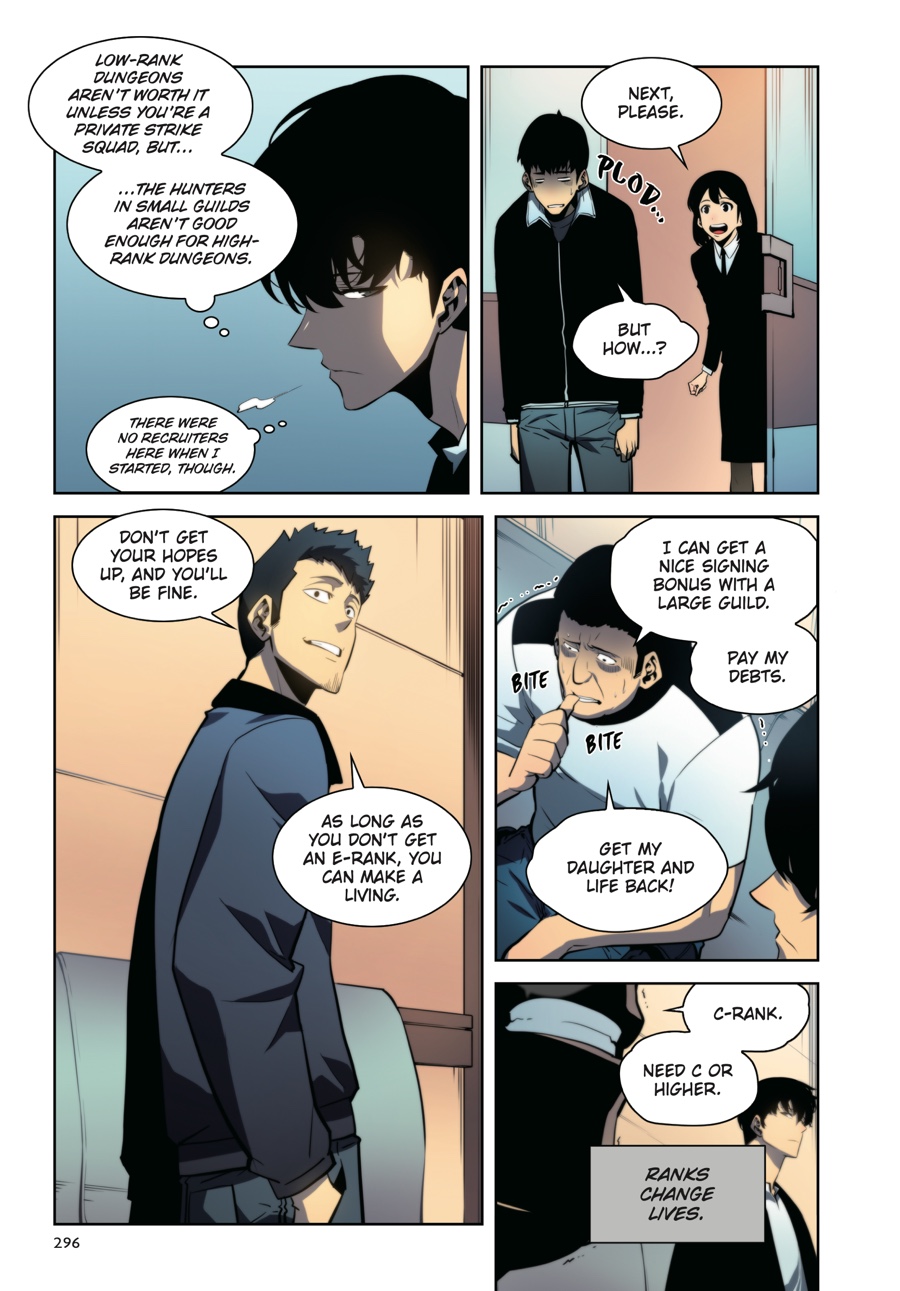 LOW-RANK
DUNGEONS
AREN'T WORTH IT
UNLESS YOU'RE A
PRIVATE STRIKE
SQUAD, BUT...
...THE HUNTERS
IN SMALL GUILDS
AREN'T GOOD
ENOUGH FOR HIGH-
RANK DUNGEONS.
THERE WERE
NO RECRUITERS
HERE WHEN I
STARTED, THOUGH.
NEXT,
PLEASE.
PLOD...
BUT
HOW...?
DON'T GET
YOUR HOPES
UP, AND YOU'LL
BE FINE.
AS LONG AS
YOU DON'T GET
AN E-RANK, YOU
CAN MAKE A
LIVING.
I CAN GET A
NICE SIGNING
BONUS WITH A
LARGE GUILD.
PAY MY
DEBTS.
BITE
BITE
GET MY
DAUGHTER AND
LIFE BACK!
C-RANK.
NEED C OR
HIGHER.
RANKS
CHANGE
LIVES.
296